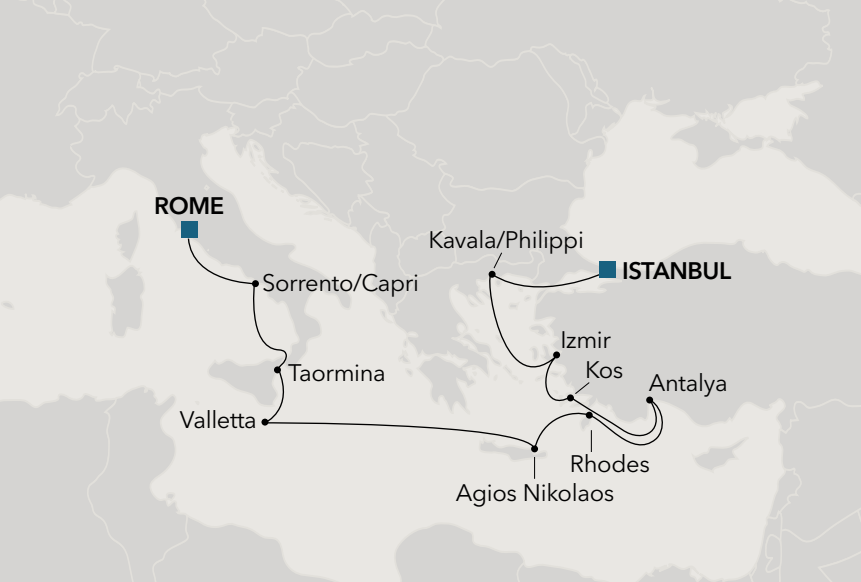 ROME
Kavala/Philippi
ISTANBUL
Sorrento/Capri
Izmir
Kos
Taormina
Antalya
Valletta
Rhodes
Agios Nikolaos